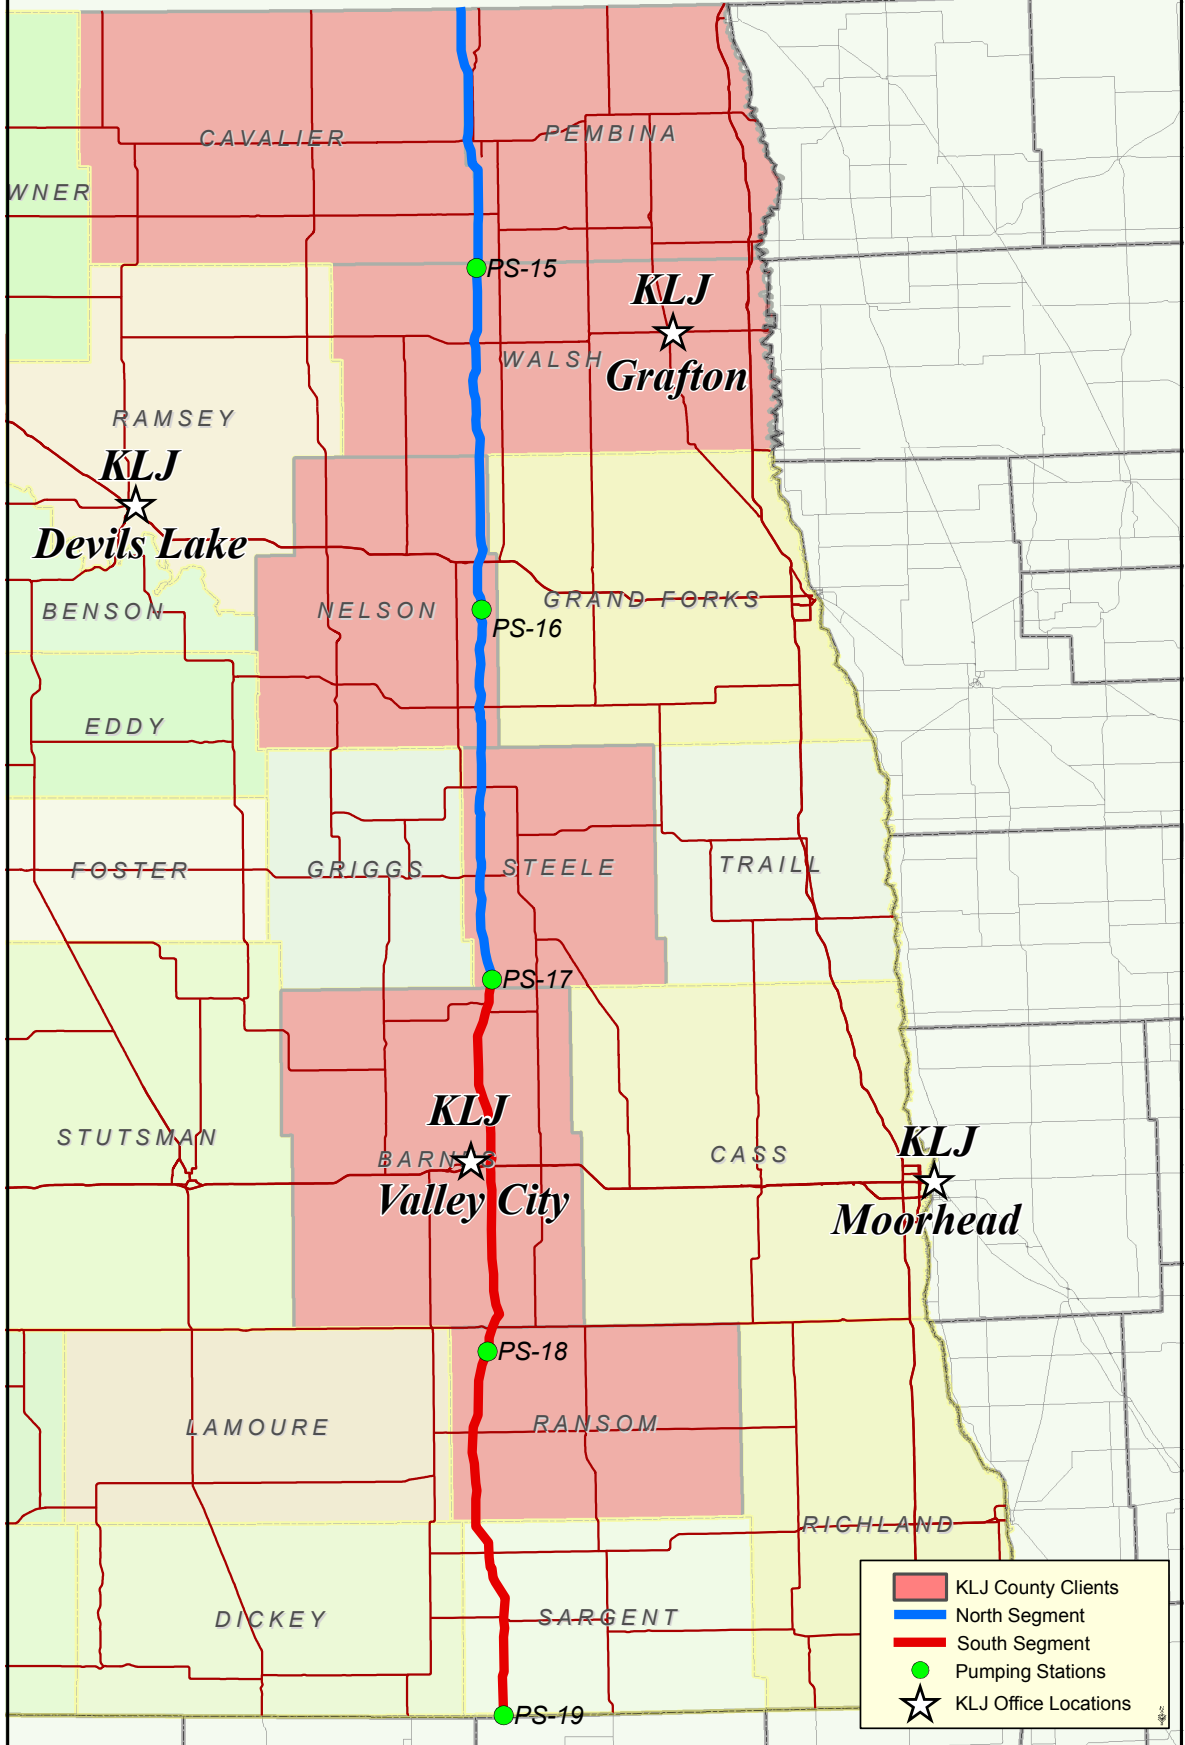 CAVALIER
PEMBINA
WNER
PS-15
KLJ
Grafton
WALSH
RAMSEY
KLJ
Devils Lake
BENSON
NELSON
GRAND FORKS
PS-16
EDDY
FOSTER
GRIGGS
STEELE
TRAILL
PS-17
KLJ
STUTSMAN
BARNES
Valley City
CASS
KLJ
Moorhead
PS-18
LAMOURE
RANSOM
RICHLAND
DICKEY
SARGENT
PS-19
KLJ County Clients
North Segment
South Segment
Pumping Stations
KLJ Office Locations